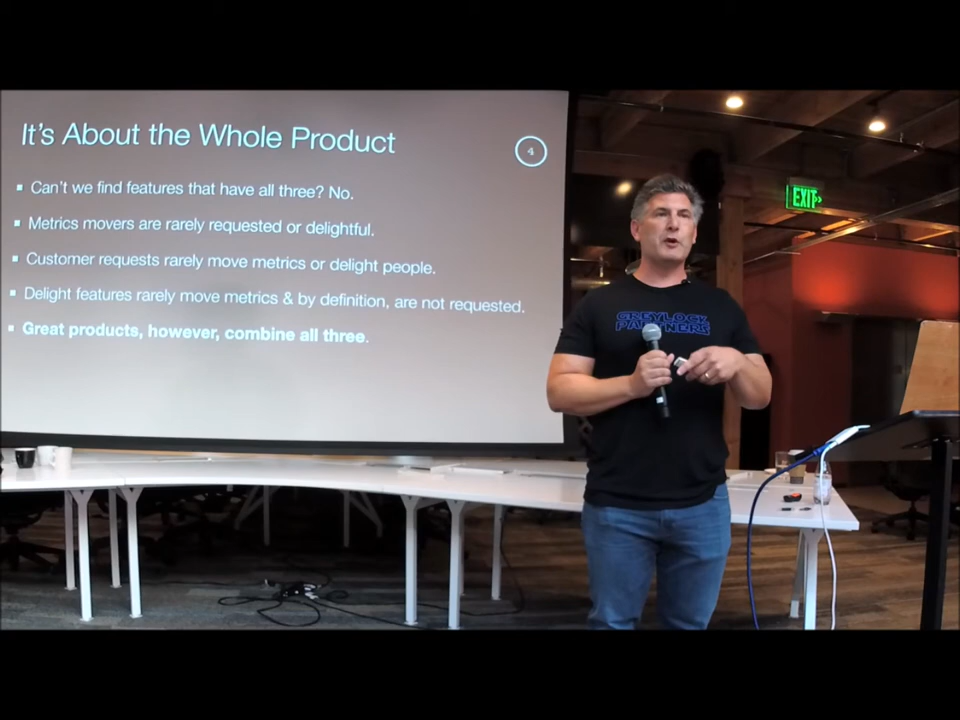 It's About the Whole Product
4
Can't we find features that have all three? No.
Metrics movers are rarely requested or delightful.
Customer requests rarely move metrics or delight people.
Delight features rarely move metrics & by definition, are not requested.
Great products, however, combine all three.
EXIT
GREYLOCK
PARTNERS